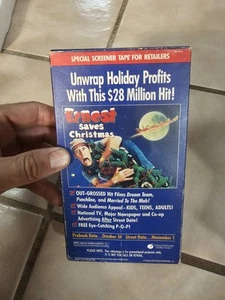 SPECIAL SCREENER TAPE FOR RETAILERS
Unwrap Holiday Profits
With This $28 Million Hit!
Ernest
saves
Christmas
OUT-GROSSED Hit Films Dream Team,
Punchline, and Married To The Mob!
Wide Audience Appeal - KIDS, TEENS, ADULTS!
National TV, Major Newspaper and Co-op
Advertising After Street Date!
FREE Eye-Catching P-O-P!
Prebook Date... October 24 Street Date... November